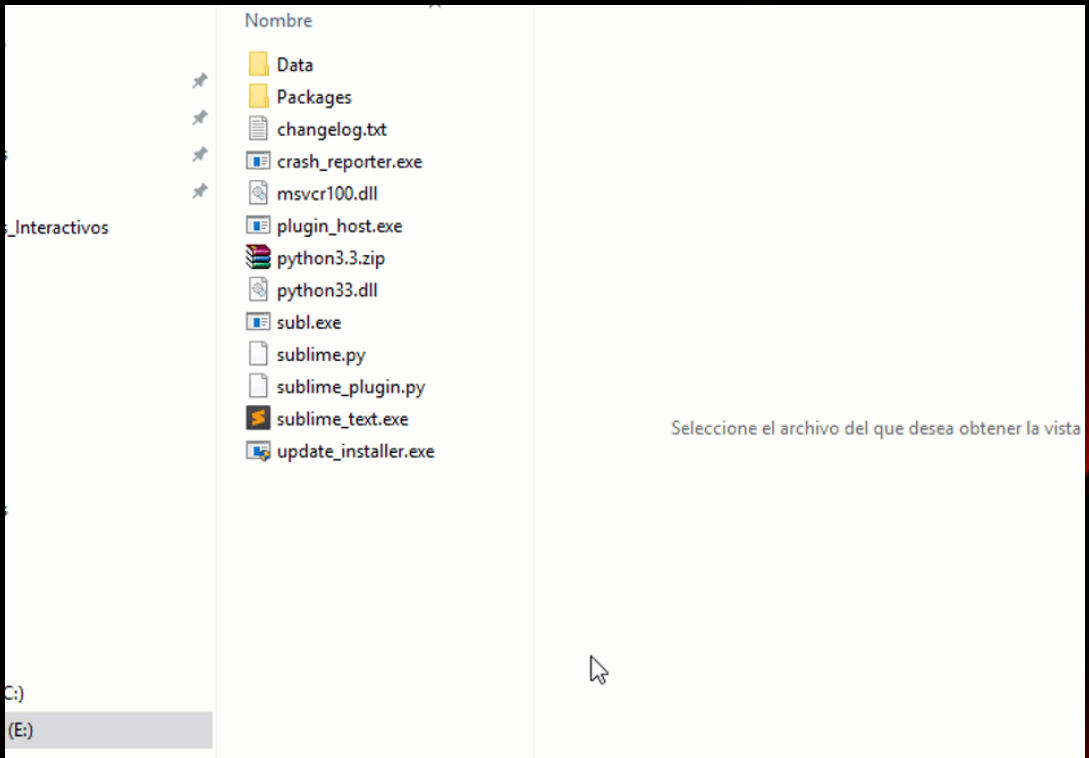 Nombre
Data
Packages
changelog.txt
crash_reporter.exe
msvcr100.dll
_Interactivos
plugin_host.exe
python3.3.zip
python33.dll
subl.exe
sublime.py
sublime_plugin.py
sublime_text.exe
Seleccione el archivo del que desea obtener la vista
update_installer.exe
C:)
(E:)